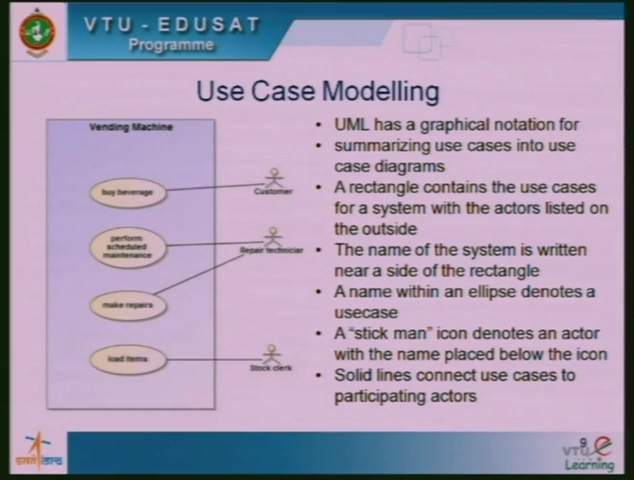 VTU - EDUSAT
Programme
Use Case Modelling
Vending Machine
buy beverage
perform
scheduled
maintenance
make repairs
load items
Customer
Repair technician
Stock clerk
• UML has a graphical notation for
• summarizing use cases into use
case diagrams
• A rectangle contains the use cases
for a system with the actors listed on
the outside
• The name of the system is written
near a side of the rectangle
• A name within an ellipse denotes a
usecase
• A “stick man” icon denotes an actor
with the name placed below the icon
• Solid lines connect use cases to
participating actors
9
VTU e
Learning